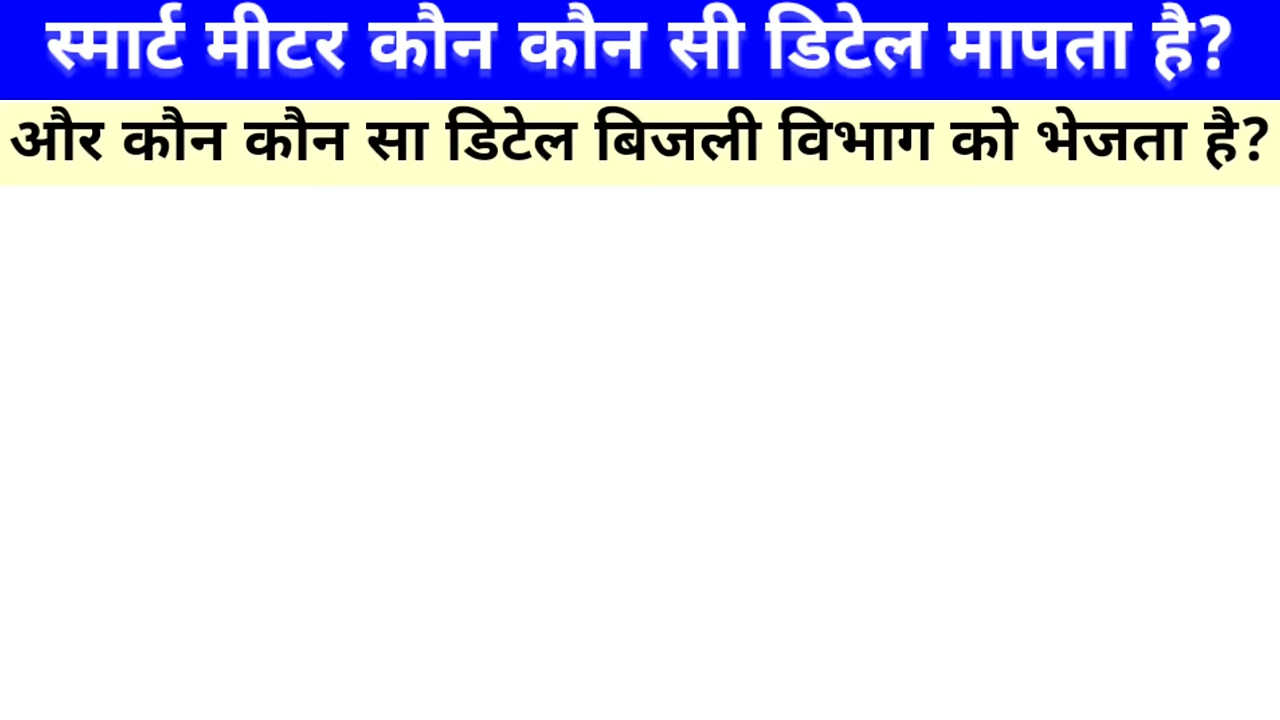 स्मार्ट मीटर कौन कौन सी डिटेल मापता है?
और कौन कौन सा डिटेल बिजली विभाग को भेजता है?